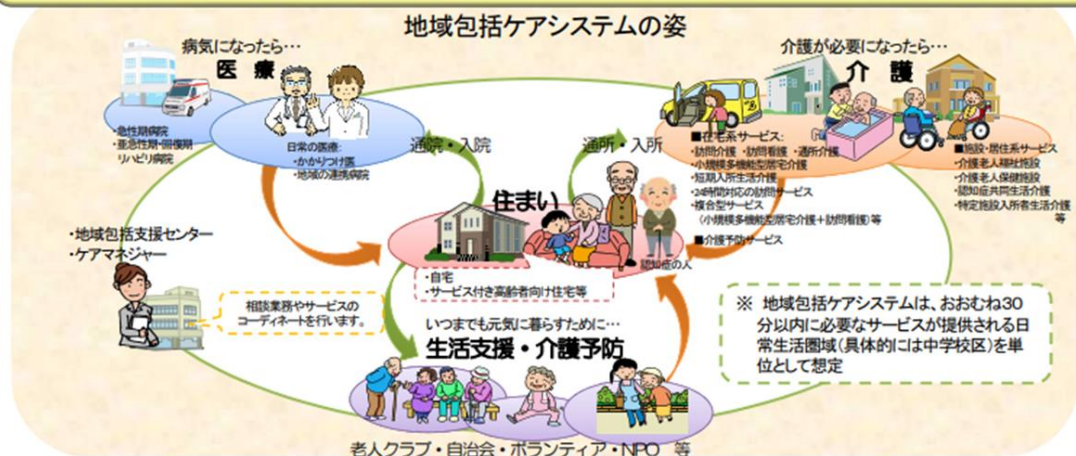 地域包括ケアシステムの姿
病気になったら…
医 療
・急性期病院
・亜急性期・回復期
リハビリ病院
日常の医療:
・かかりつけ医
・地域の連携病院
通院・入院
通所・入所
介護が必要になったら…
介 護
■在宅系サービス:
・訪問介護 ・訪問看護 ・通所介護
・小規模多機能型居宅介護
・短期入所生活介護
・24時間対応の訪問サービス
・複合型サービス
(小規模多機能型居宅介護+訪問看護)等
■介護予防サービス
■施設・居住系サービス
・介護老人福祉施設
・介護老人保健施設
・認知症共同生活介護
・特定施設入所者生活介護
等
住まい
認知症の人
・自宅
・サービス付き高齢者向け住宅等
・地域包括支援センター
・ケアマネジャー
相談業務やサービスの
コーディネートを行います。
いつまでも元気に暮らすために…
生活支援・介護予防
老人クラブ・自治会・ボランティア・NPO 等
※ 地域包括ケアシステムは、おおむね30
分以内に必要なサービスが提供される日
常生活圏域(具体的には中学校区)を単
位として想定